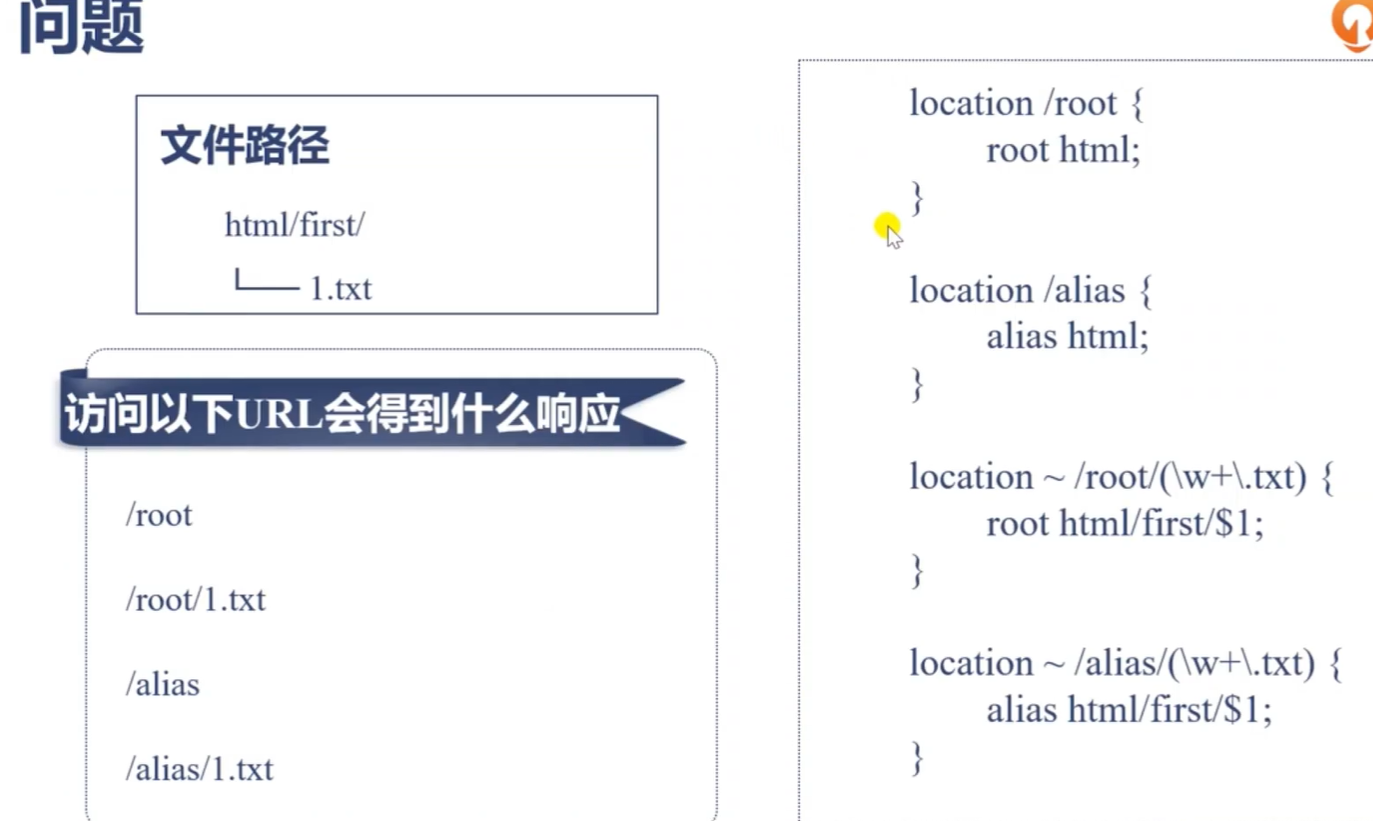 问题
文件路径
html/first/
└── 1.txt
访问以下URL会得到什么响应
/root
/root/1.txt
/alias
/alias/1.txt
location /root {
root html;
}
location /alias {
alias html;
}
location ~ /root/(\w+\.txt) {
root html/first/$1;
}
location ~ /alias/(\w+\.txt) {
alias html/first/$1;
}